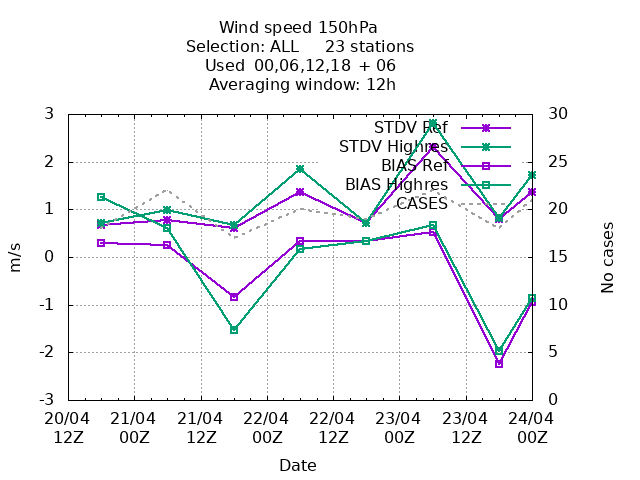 Wind speed 150hPa
Selection: ALL 23 stations
Used 00,06,12,18 + 06
Averaging window: 12h
3 30
STDV Ref
STDV Highres
2 25
BIAS Ref
BIAS Highres
CASES
1 20
0 15
m/s
No cases
-1 10
-2 5
-3 0
20/04 21/04 21/04 22/04 22/04 23/04 23/04 24/04
12Z 00Z 12Z 00Z 12Z 00Z 12Z 00Z
Date